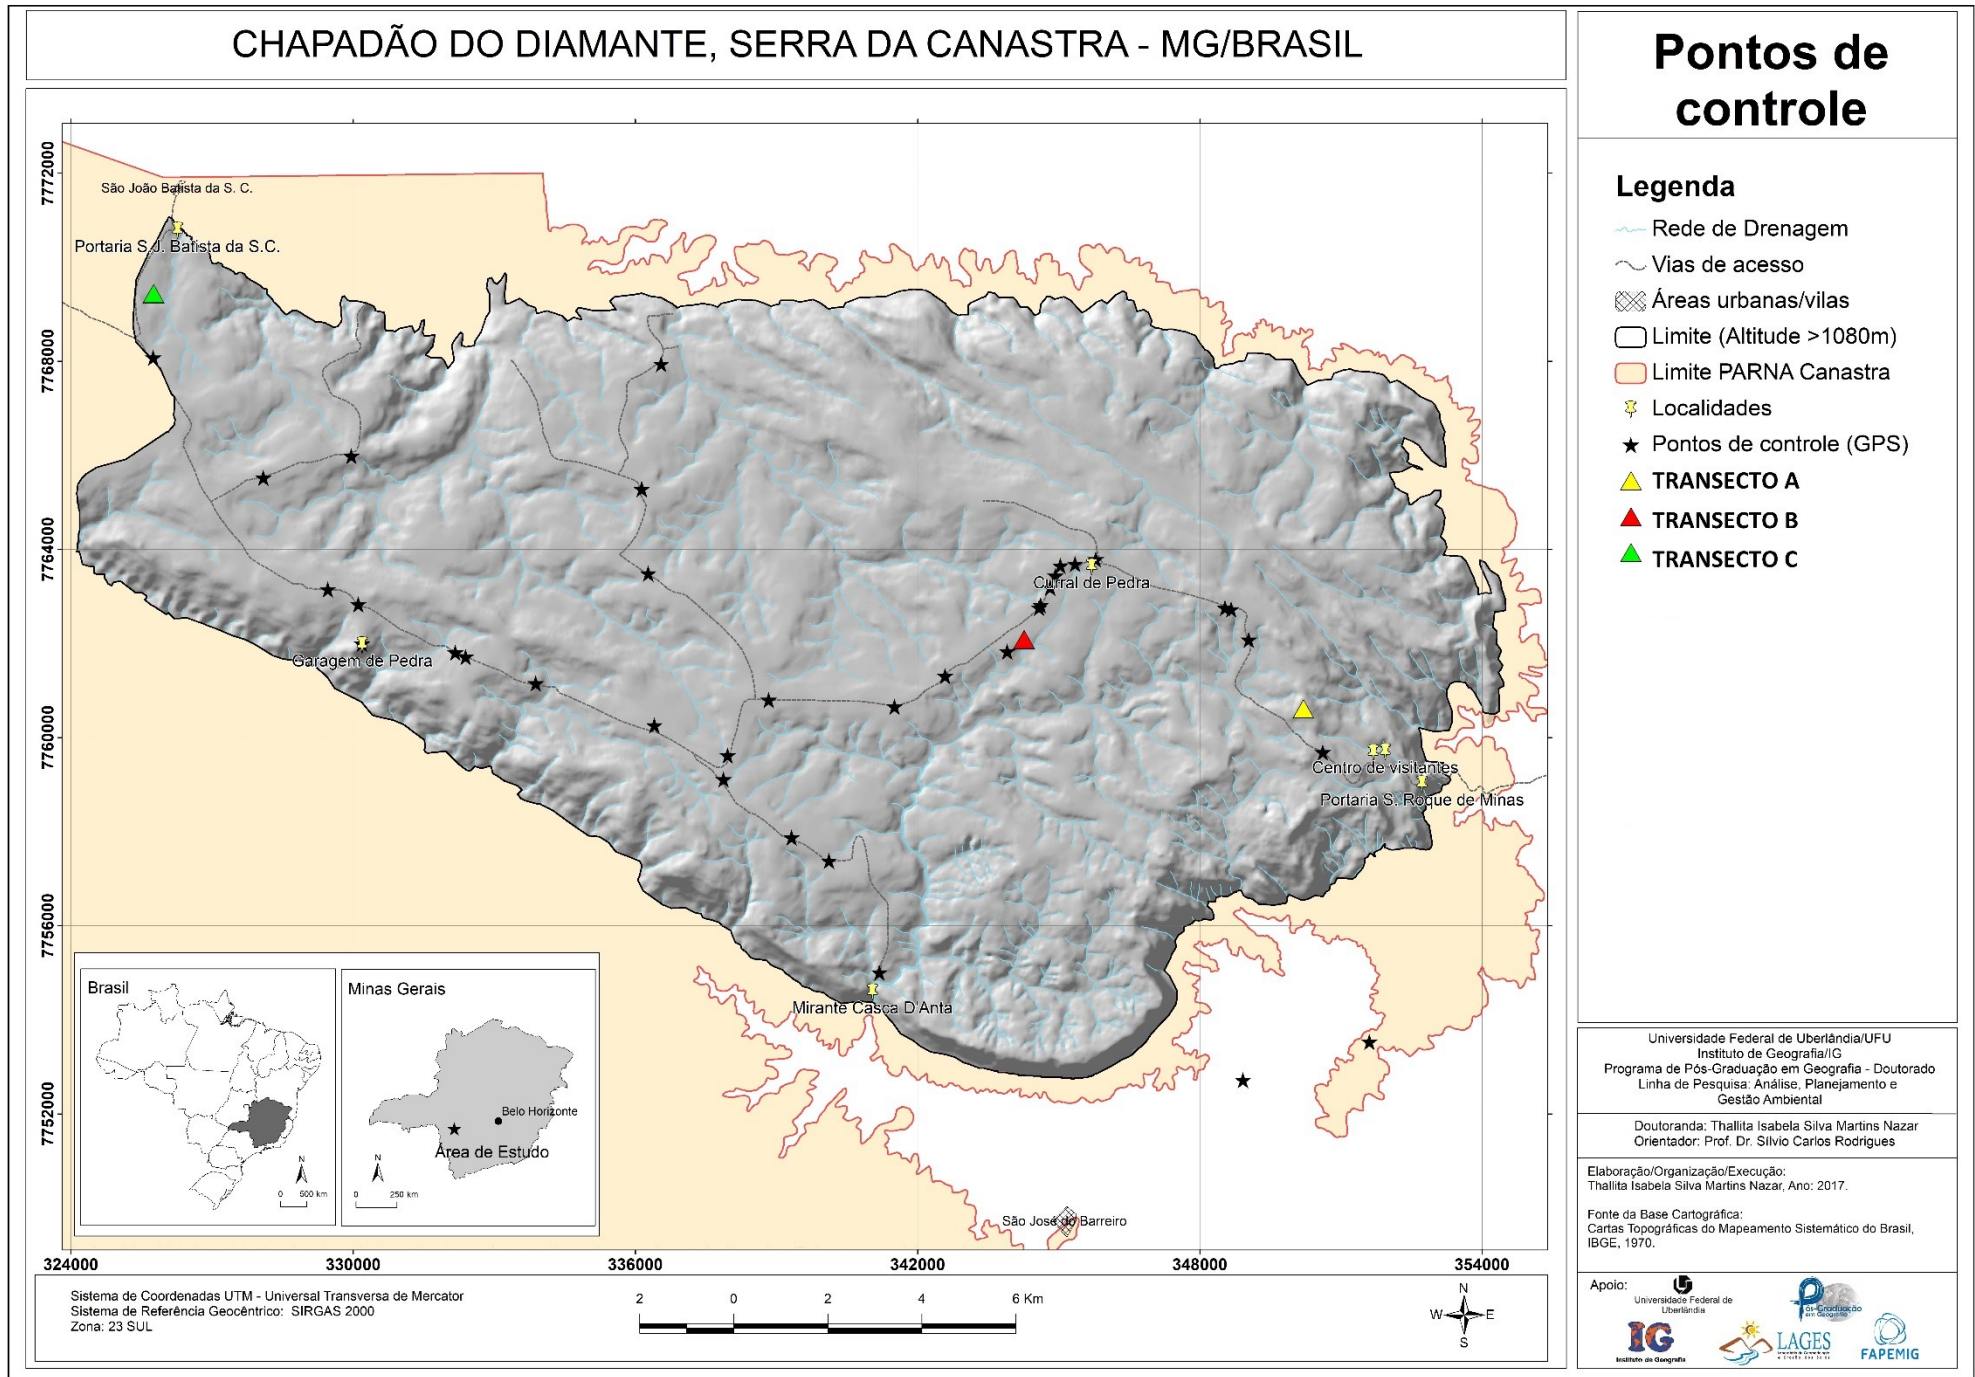 CHAPADÃO DO DIAMANTE, SERRA DA CANASTRA - MG/BRASIL
Pontos de
controle
Legenda
Rede de Drenagem
Vias de acesso
Áreas urbanas/vilas
Limite (Altitude >1080m)
Limite PARNA Canastra
Localidades
Pontos de controle (GPS)
TRANSECTO A
TRANSECTO B
TRANSECTO C
7772000
7768000
7764000
7760000
7756000
7752000
São João Batista da S. C.
Portaria S.J. Batista da S.C.
Curral de Pedra
Garagem de Pedra
Centro de visitantes
Portaria S. Roque de Minas
Mirante Casca D'Anta
São José do Barreiro
Brasil
N
0 500 km
Minas Gerais
Belo Horizonte
Área de Estudo
N
0 250 km
324000 330000 336000 342000 348000 354000
Sistema de Coordenadas UTM - Universal Transversa de Mercator
Sistema de Referência Geocêntrico: SIRGAS 2000
Zona: 23 SUL
2 0 2 4 6 Km
N
W E
S
Universidade Federal de Uberlândia/UFU
Instituto de Geografia/IG
Programa de Pós-Graduação em Geografia - Doutorado
Linha de Pesquisa: Análise, Planejamento e
Gestão Ambiental
Doutoranda: Thallita Isabela Silva Martins Nazar
Orientador: Prof. Dr. Sílvio Carlos Rodrigues
Elaboração/Organização/Execução:
Thallita Isabela Silva Martins Nazar, Ano: 2017.
Fonte da Base Cartográfica:
Cartas Topográficas do Mapeamento Sistemático do Brasil,
IBGE, 1970.
Apoio:
Universidade Federal de
Uberlândia
Pós-Graduação
em Geografia
IG
Instituto de Geografia
LAGES
FAPEMIG